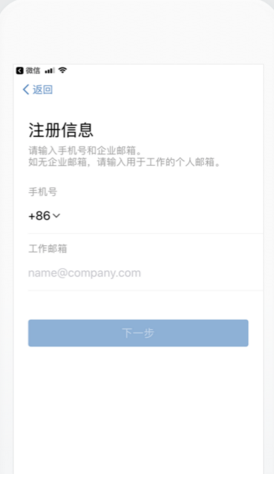 微信
返回
注册信息
请输入手机号和企业邮箱。
如无企业邮箱，请输入用于工作的个人邮箱。
手机号
+86
工作邮箱
name@company.com
下一步